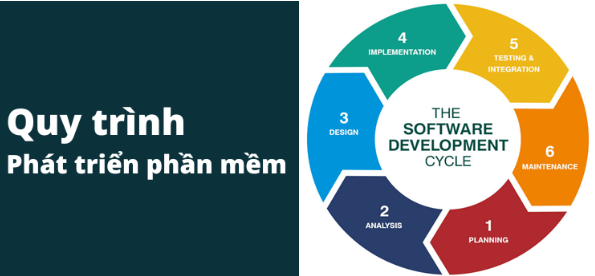 Quy trình
Phát triển phần mềm
THE
SOFTWARE
DEVELOPMENT
CYCLE
1
PLANNING
2
ANALYSIS
3
DESIGN
4
IMPLEMENTATION
5
TESTING &
INTEGRATION
6
MAINTENANCE